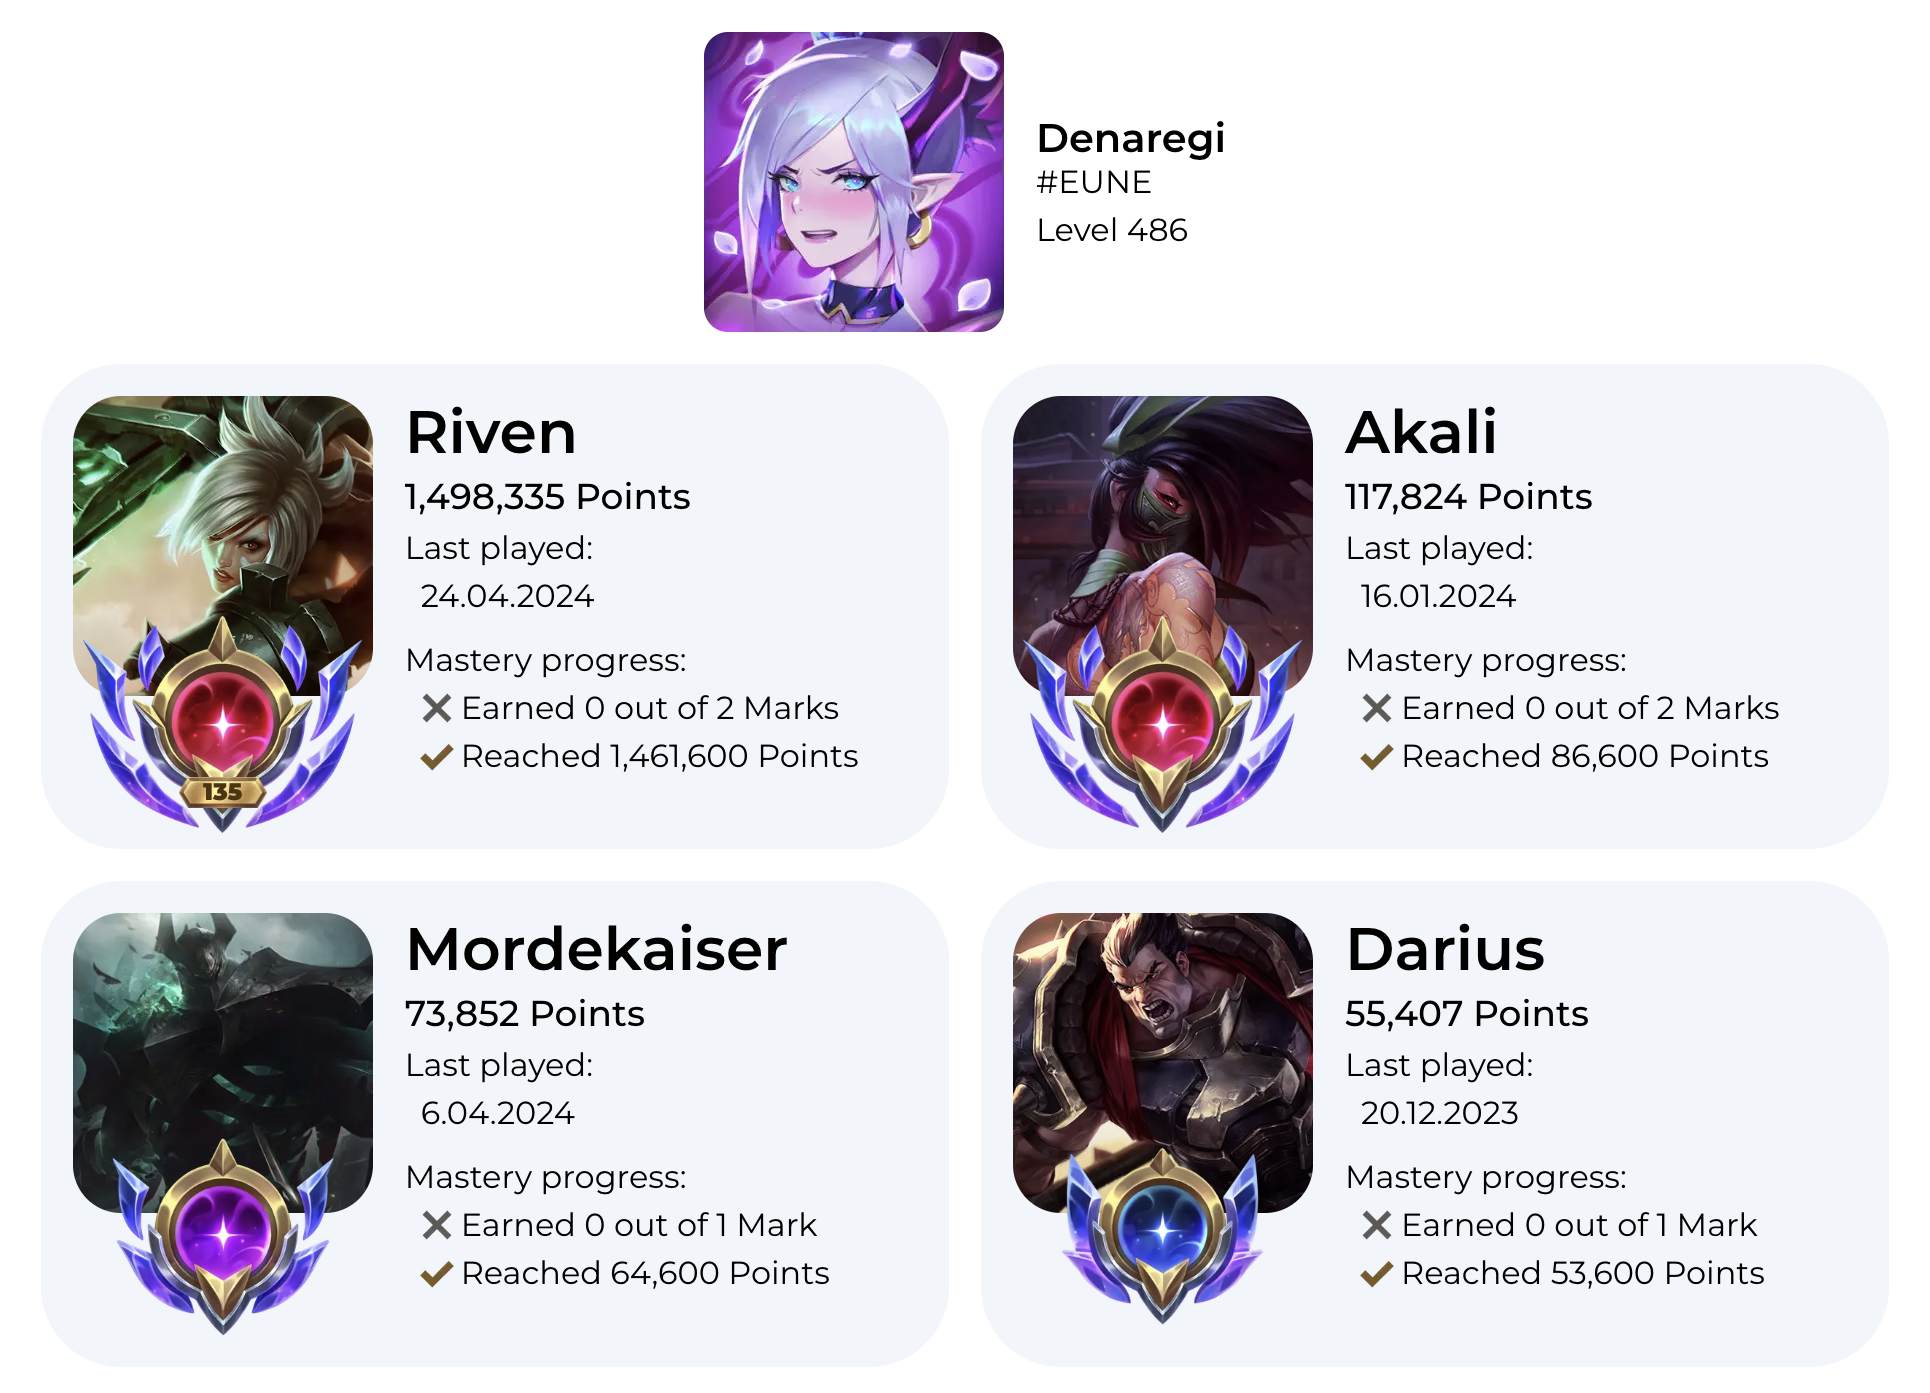 Denaregi
#EUNE
Level 486
Riven
1,498,335 Points
Last played:
24.04.2024
Mastery progress:
Earned 0 out of 2 Marks
Reached 1,461,600 Points
135
Akali
117,824 Points
Last played:
16.01.2024
Mastery progress:
Earned 0 out of 2 Marks
Reached 86,600 Points
Mordekaiser
73,852 Points
Last played:
6.04.2024
Mastery progress:
Earned 0 out of 1 Mark
Reached 64,600 Points
Darius
55,407 Points
Last played:
20.12.2023
Mastery progress:
Earned 0 out of 1 Mark
Reached 53,600 Points